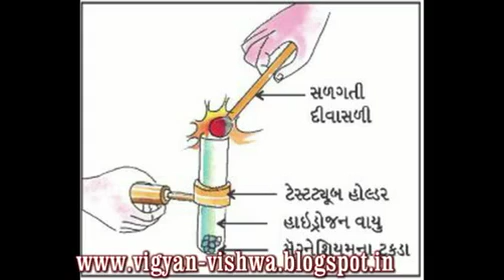 સળગતી
દીવાસળી
ટેસ્ટટ્યૂબ હોલ્ડર
હાઇડ્રોજન વાયુ
મૅગ્નેશિયમના ટુકડા
www.vigyan-vishwa.blogspot.in